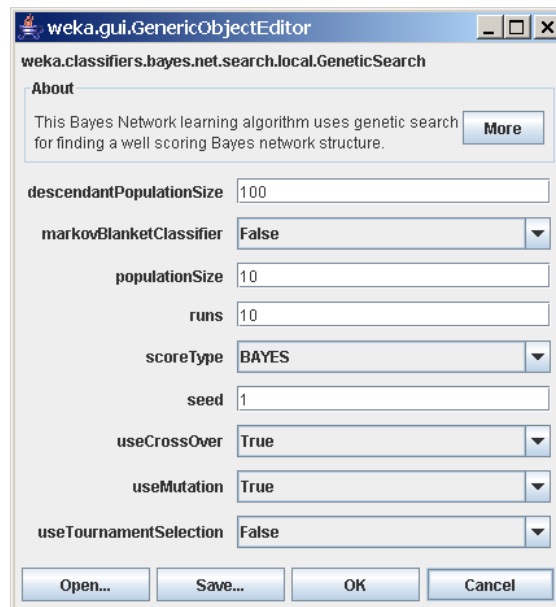 weka.gui.GenericObjectEditor
weka.classifiers.bayes.net.search.local.GeneticSearch
About
This Bayes Network learning algorithm uses genetic search
for finding a well scoring Bayes network structure.
More
descendantPopulationSize 100
markovBlanketClassifier False
populationSize 10
runs 10
scoreType BAYES
seed 1
useCrossOver True
useMutation True
useTournamentSelection False
Open... Save... OK Cancel